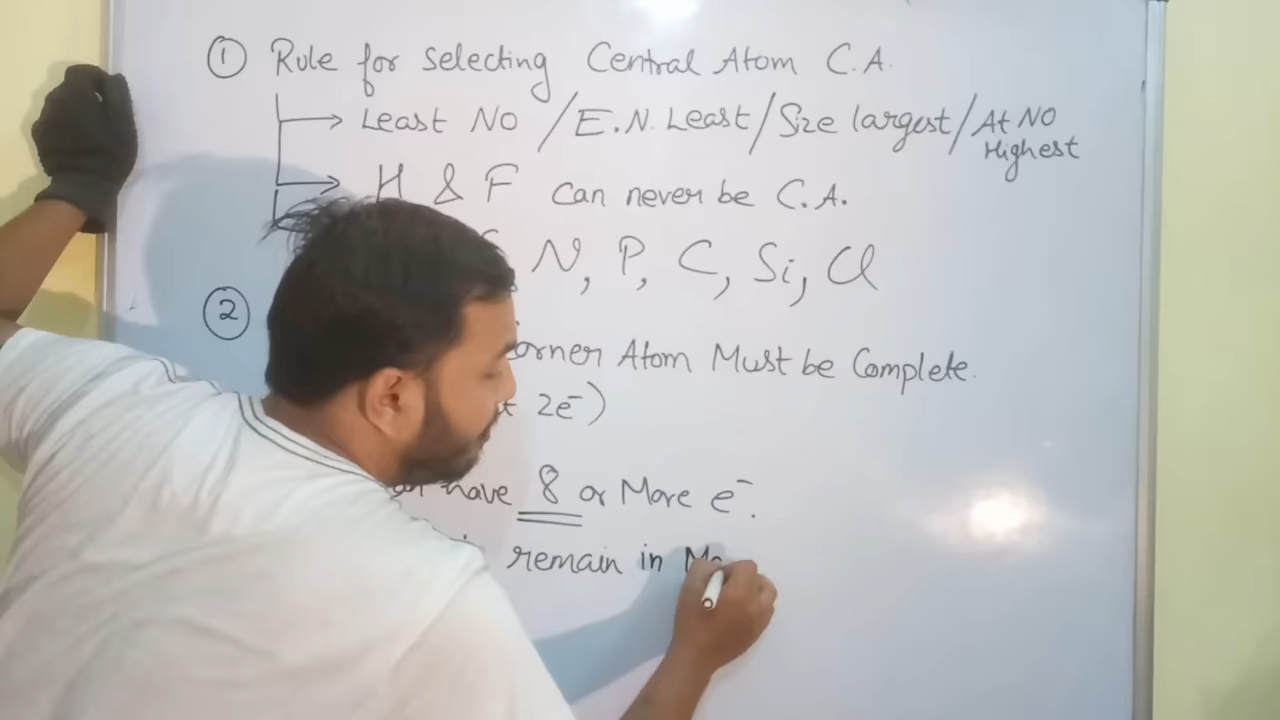 ① Rule for selecting Central Atom C.A.
→ Least No / E.N. Least / Size largest / At No Highest
→ H & F can never be C.A.
N, P, C, Si, Cl
②
orner Atom Must be Complete.
2e⁻)
have 8 or More e⁻.
remain in